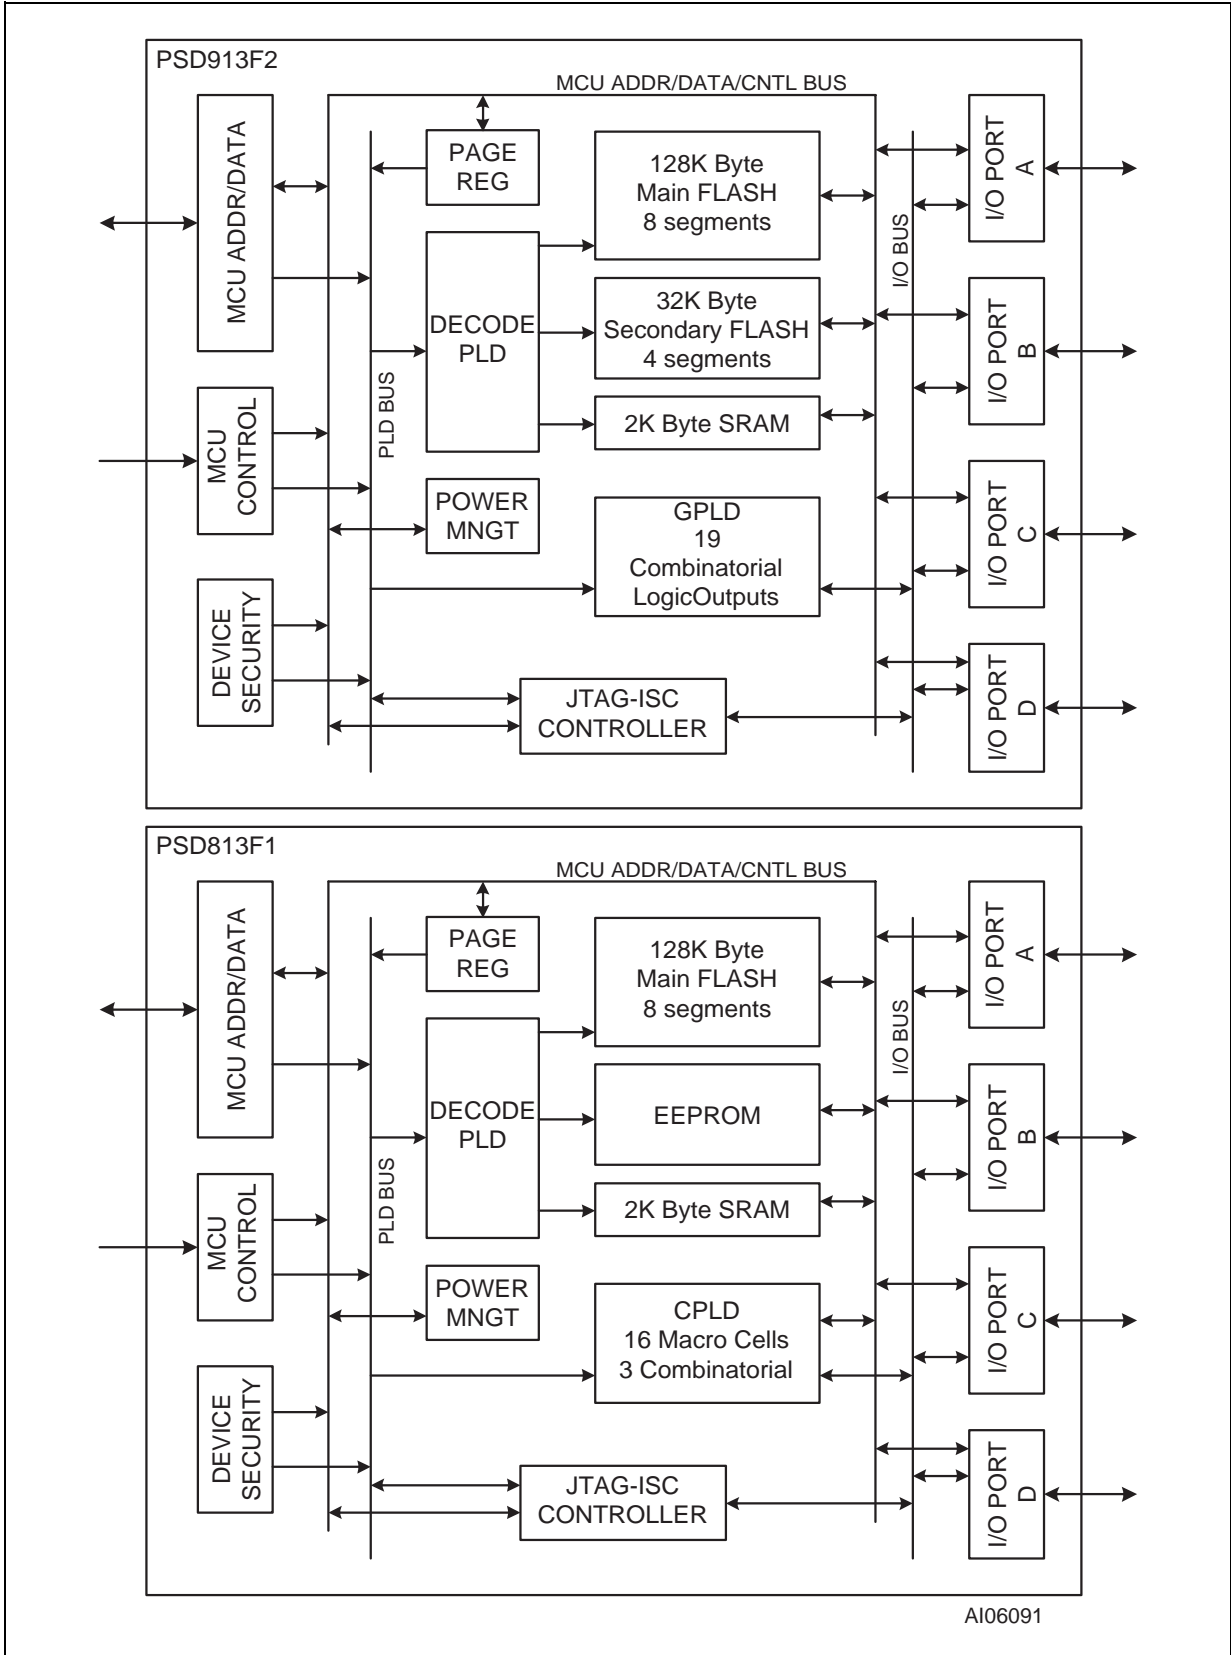 PSD913F2
MCU ADDR/DATA/CNTL BUS
MCU ADDR/DATA
PAGE
REG
128K Byte
Main FLASH
8 segments
I/O PORT
A
I/O BUS
DECODE
PLD
32K Byte
Secondary FLASH
4 segments
I/O PORT
B
PLD BUS
2K Byte SRAM
MCU
CONTROL
POWER
MNGT
GPLD
19
Combinatorial
LogicOutputs
I/O PORT
C
DEVICE
SECURITY
JTAG-ISC
CONTROLLER
I/O PORT
D
PSD813F1
MCU ADDR/DATA/CNTL BUS
MCU ADDR/DATA
PAGE
REG
128K Byte
Main FLASH
8 segments
I/O PORT
A
I/O BUS
DECODE
PLD
EEPROM
I/O PORT
B
PLD BUS
2K Byte SRAM
MCU
CONTROL
POWER
MNGT
CPLD
16 Macro Cells
3 Combinatorial
I/O PORT
C
DEVICE
SECURITY
JTAG-ISC
CONTROLLER
I/O PORT
D
AI06091